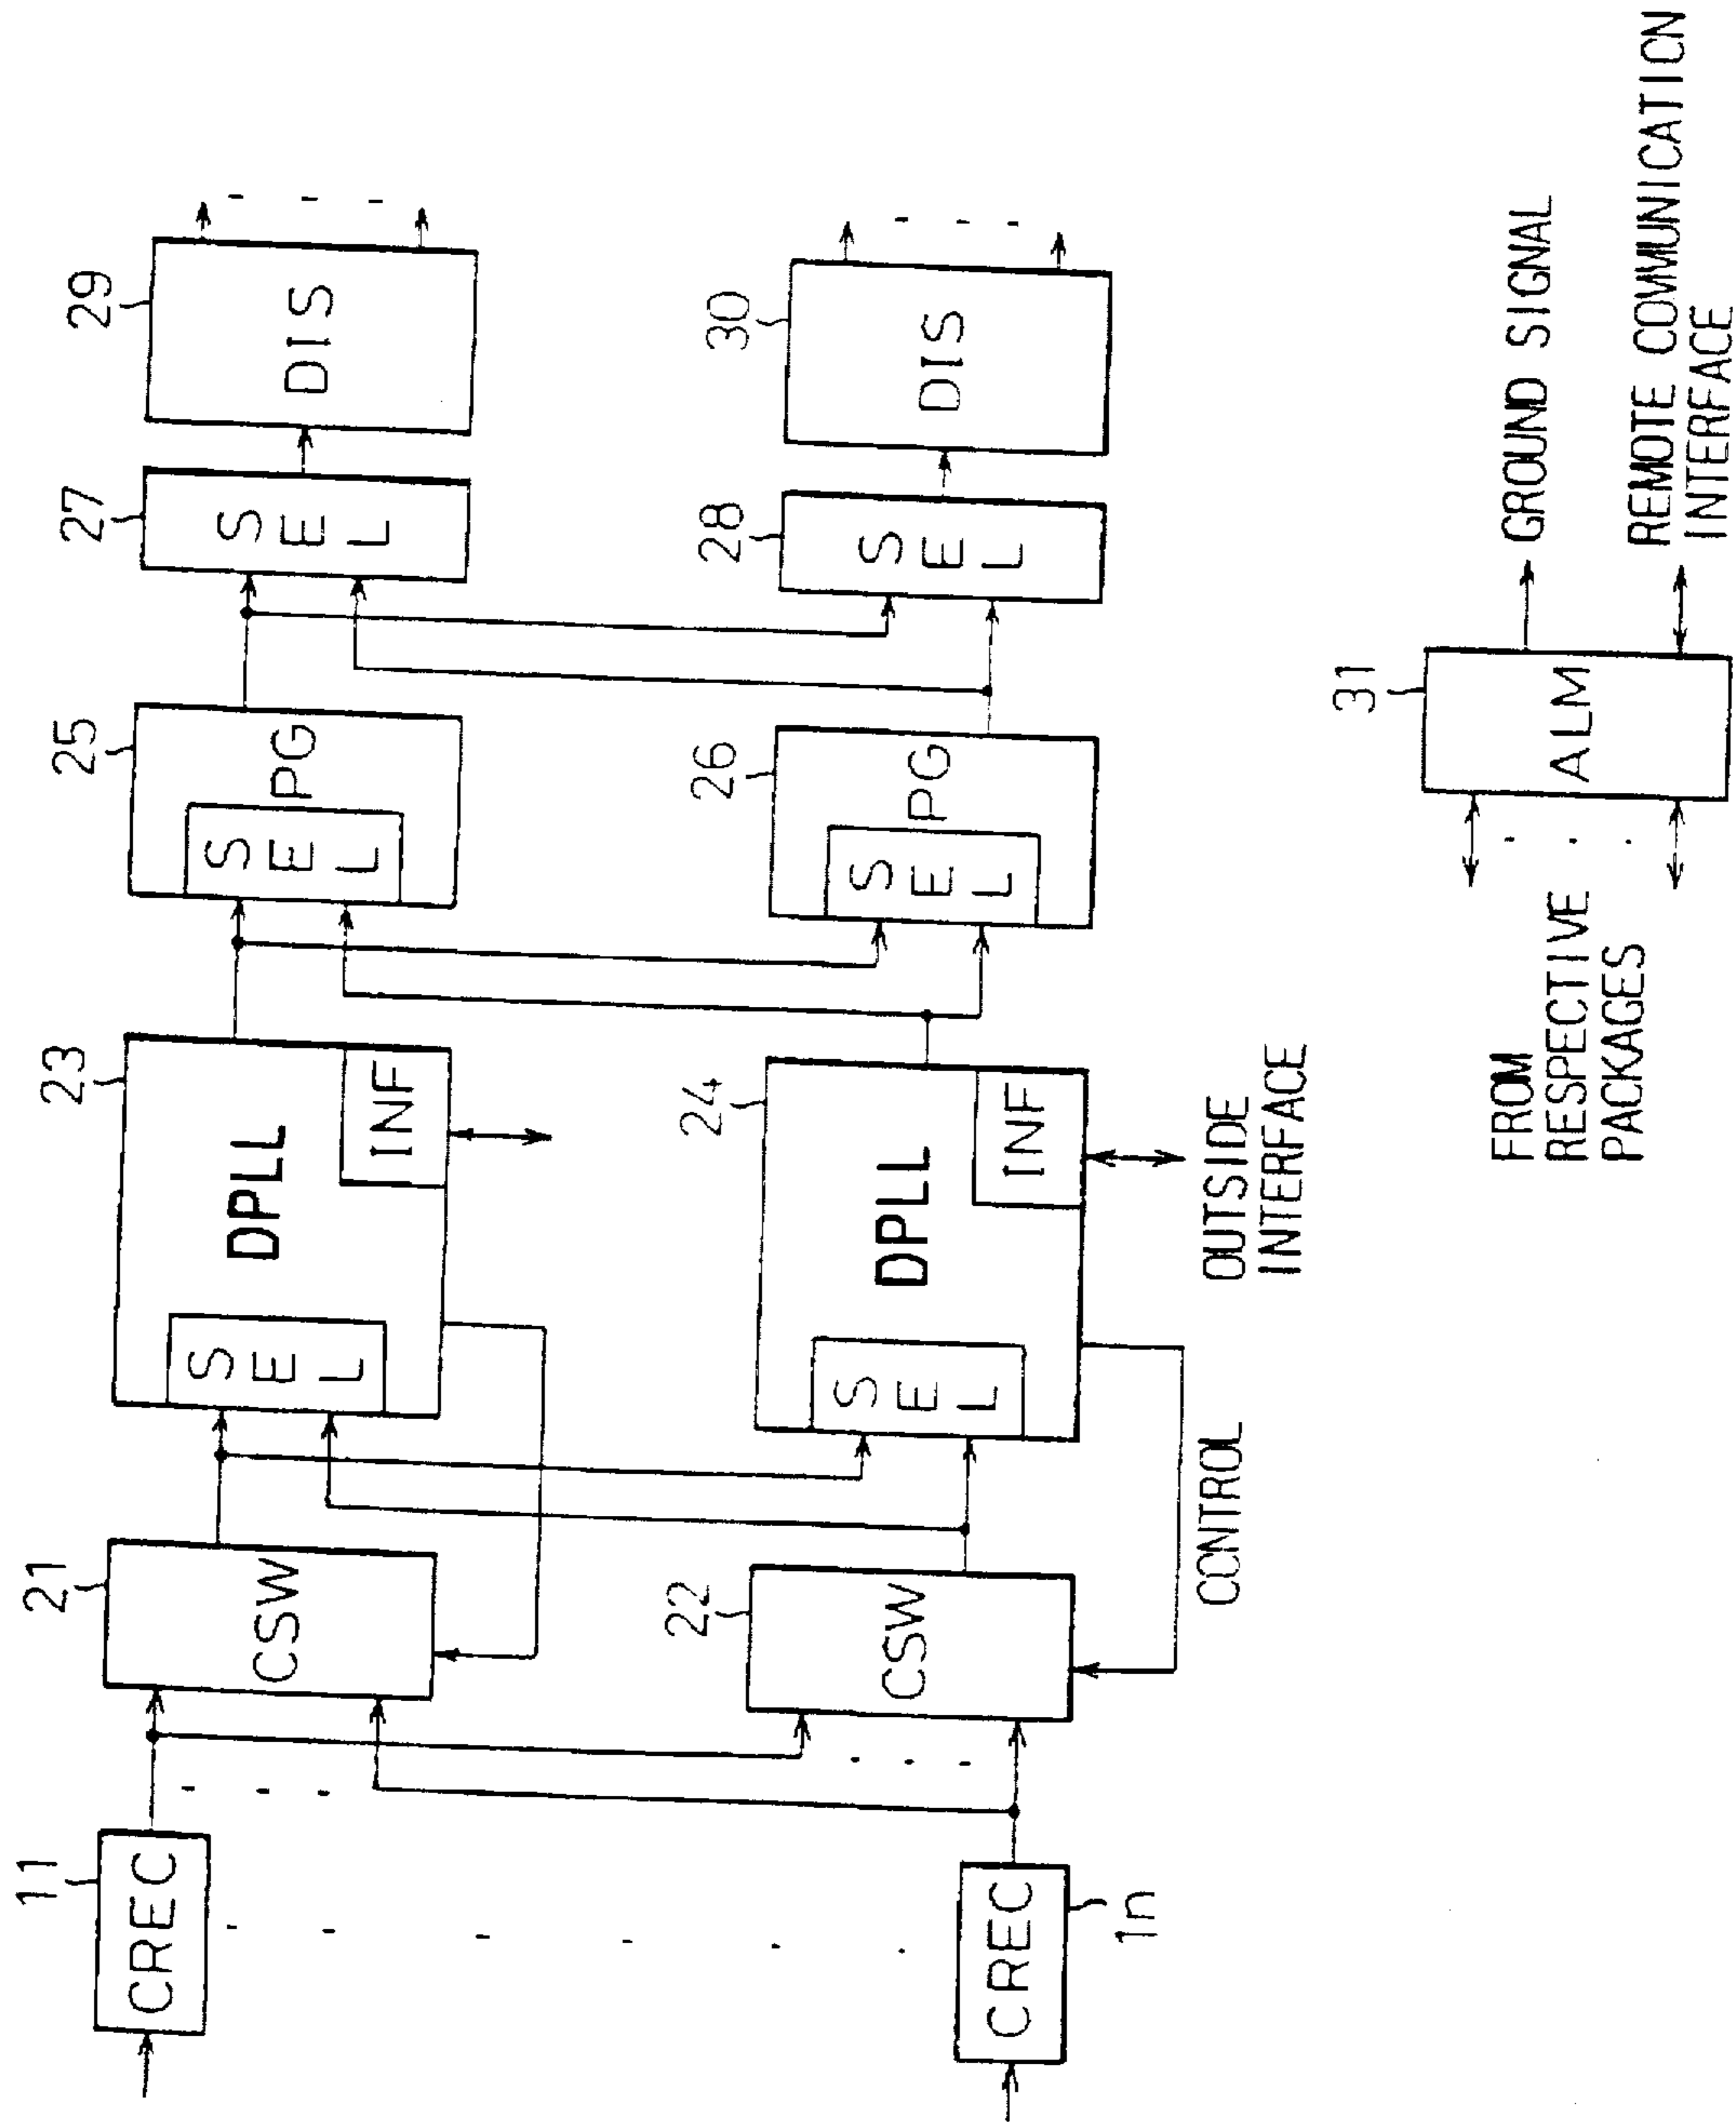 11
CREC
21
CSW
23
SEL
DPLL
INF
25
SEL
PG
27
SEL
29
DIS
CREC
1n
22
CSW
24
SEL
DPLL
INF
26
SEL
PG
28
SEL
30
DIS
CONTROL
OUTSIDE
INTERFACE
FROM
RESPECTIVE
PACKAGES
31
ALM
GROUND SIGNAL
REMOTE COMMUNICATION
INTERFACE